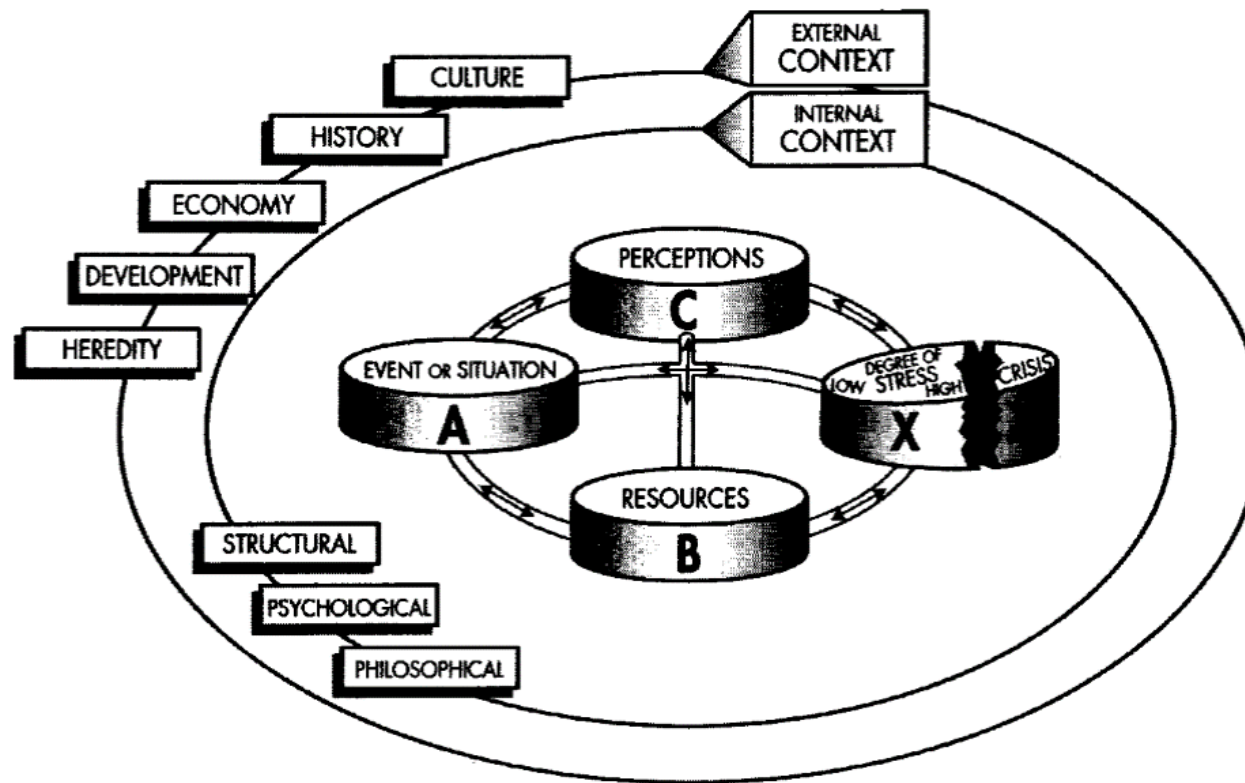 EXTERNAL
CONTEXT
CULTURE
INTERNAL
CONTEXT
HISTORY
ECONOMY
DEVELOPMENT
HEREDITY
PERCEPTIONS
C
EVENT OR SITUATION
A
DEGREE OF
LOW STRESS HIGH
CRISIS
X
RESOURCES
B
STRUCTURAL
PSYCHOLOGICAL
PHILOSOPHICAL